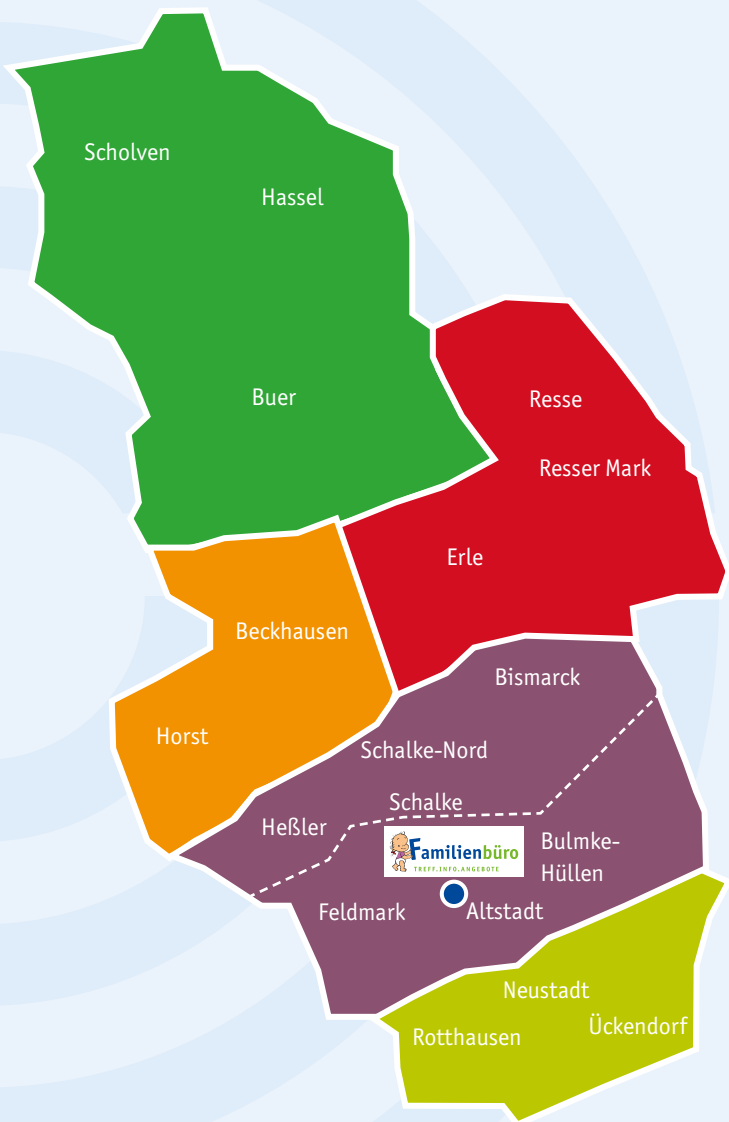 Scholven
Hassel
Buer
Resse
Resser Mark
Erle
Beckhausen
Bismarck
Horst
Schalke-Nord
Schalke
Heßler
Familienbüro
TREFF.INFO.ANGEBOTE
Bulmke-
Hüllen
Feldmark
Altstadt
Neustadt
Ückendorf
Rotthausen